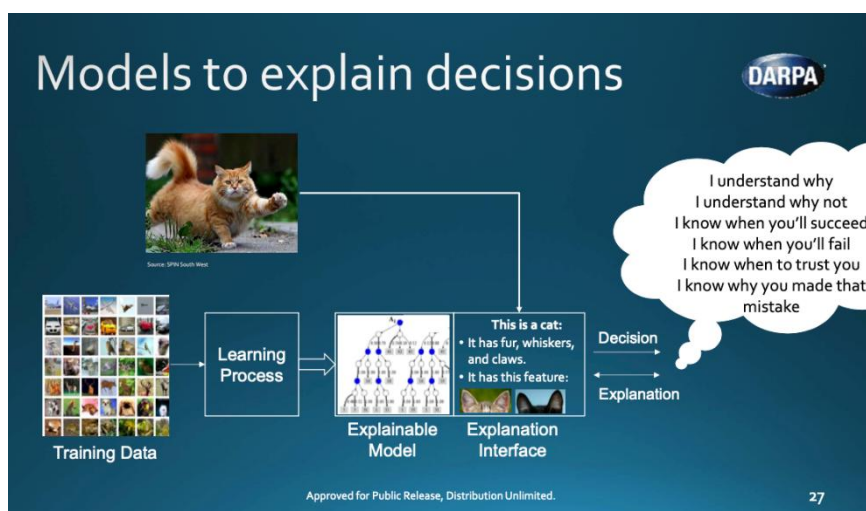 Models to explain decisions
DARPA
Source: SPIN South West
I understand why
I understand why not
I know when you'll succeed
I know when you'll fail
I know when to trust you
I know why you made that
mistake
Training Data
Learning
Process
Explainable
Model
This is a cat:
• It has fur, whiskers,
and claws.
• It has this feature:
Explanation
Interface
Decision
Explanation
Approved for Public Release, Distribution Unlimited.
27